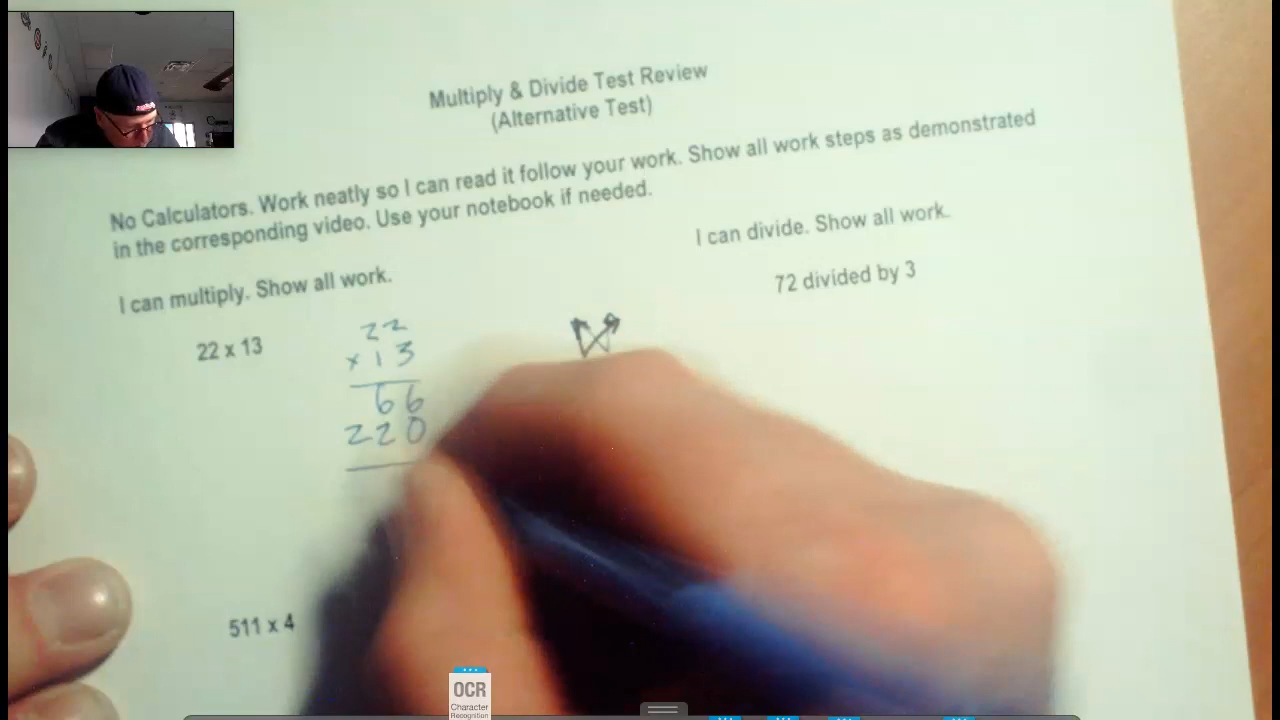 Multiply & Divide Test Review
(Alternative Test)
No Calculators. Work neatly so I can read it follow your work. Show all work steps as demonstrated
in the corresponding video. Use your notebook if needed.
I can multiply. Show all work.
I can divide. Show all work.
22 x 13
72 divided by 3
22
x 13
66
220
511 x 4
OCR
Character
Recognition